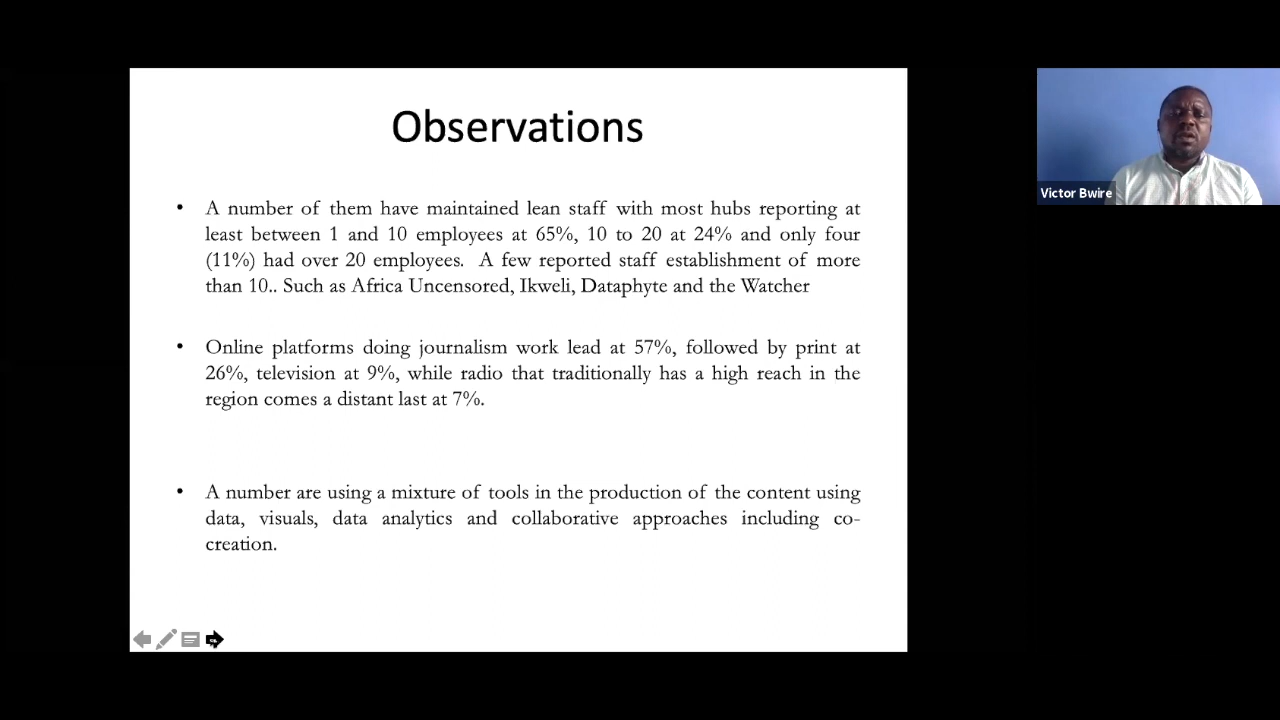 Observations
• A number of them have maintained lean staff with most hubs reporting at
least between 1 and 10 employees at 65%, 10 to 20 at 24% and only four
(11%) had over 20 employees.  A few reported staff establishment of more
than 10.. Such as Africa Uncensored, Ikweli, Dataphyte and the Watcher
• Online platforms doing journalism work lead at 57%, followed by print at
26%, television at 9%, while radio that traditionally has a high reach in the
region comes a distant last at 7%.
• A number are using a mixture of tools in the production of the content using
data, visuals, data analytics and collaborative approaches including co-
creation.
Victor Bwire